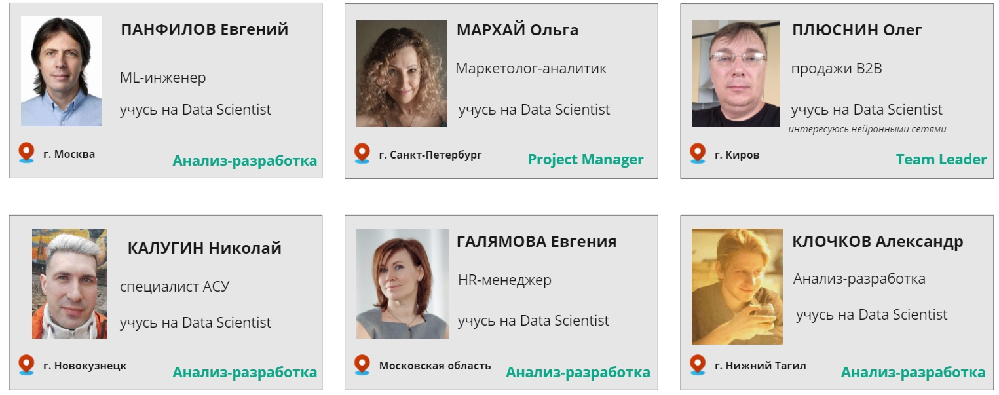 ПАНФИЛОВ Евгений
ML-инженер
учусь на Data Scientist
г. Москва
Анализ-разработка
МАРХАЙ Ольга
Маркетолог-аналитик
учусь на Data Scientist
г. Санкт-Петербург
Project Manager
ПЛЮСНИН Олег
продажи B2B
учусь на Data Scientist
интересуюсь нейронными сетями
г. Киров
Team Leader
КАЛУГИН Николай
специалист АСУ
учусь на Data Scientist
г. Новокузнецк
Анализ-разработка
ГАЛЯМОВА Евгения
HR-менеджер
учусь на Data Scientist
Московская область
Анализ-разработка
КЛОЧКОВ Александр
Анализ-разработка
учусь на Data Scientist
г. Нижний Тагил
Анализ-разработка